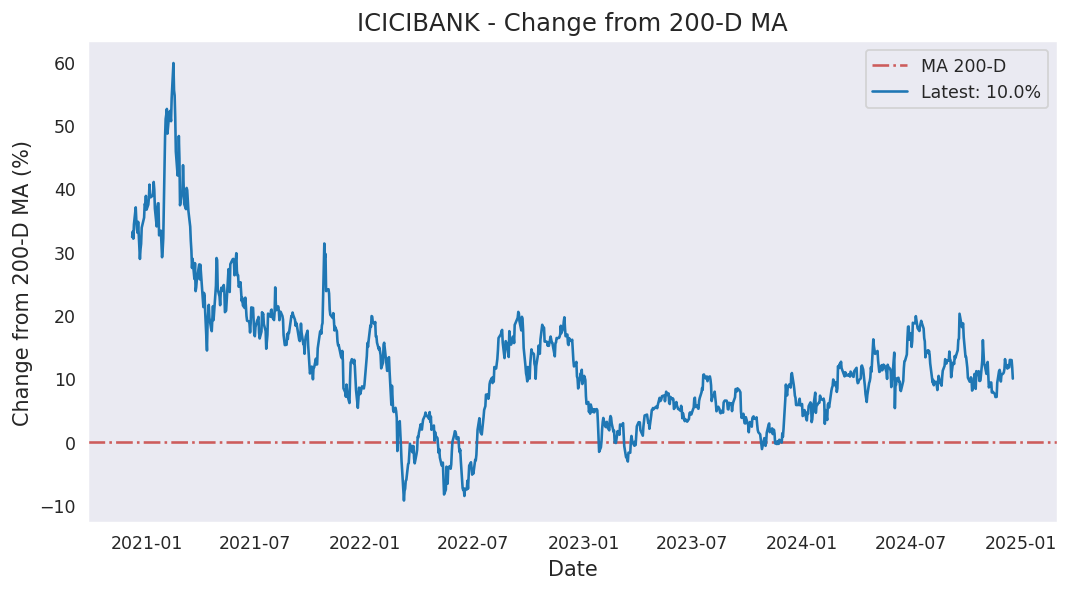 ICICIBANK - Change from 200-D MA
MA 200-D
Latest: 10.0%
Change from 200-D MA (%)
60
50
40
30
20
10
0
−10
2021-01 2021-07 2022-01 2022-07 2023-01 2023-07 2024-01 2024-07 2025-01
Date